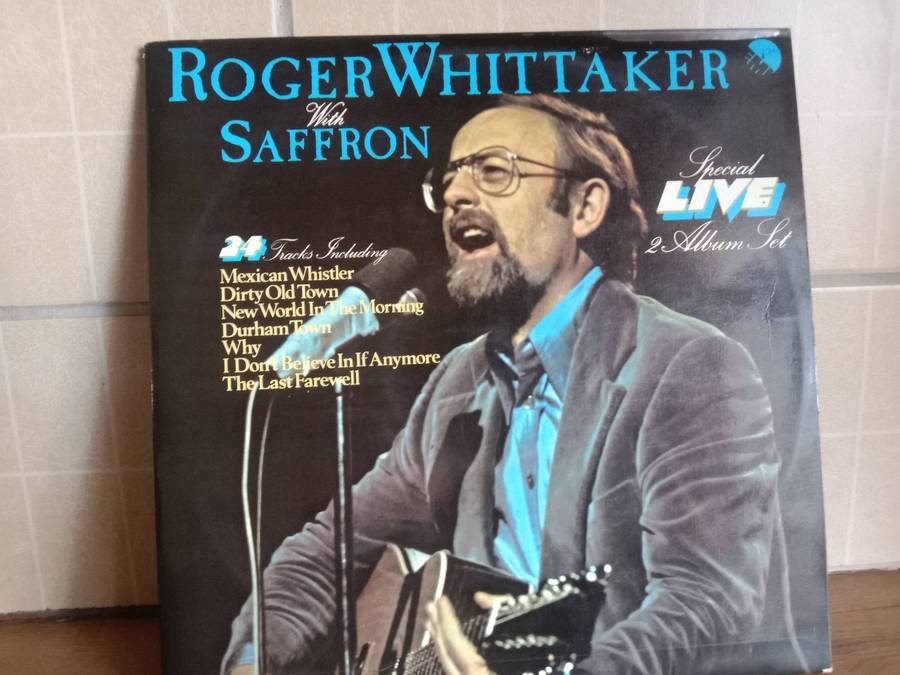 ROGER WHITTAKER
With
SAFFRON
Special
LIVE
2 Album Set
24 Tracks Including
Mexican Whistler
Dirty Old Town
New World In The Morning
Durham Town
Why
I Don't Believe In If Anymore
The Last Farewell